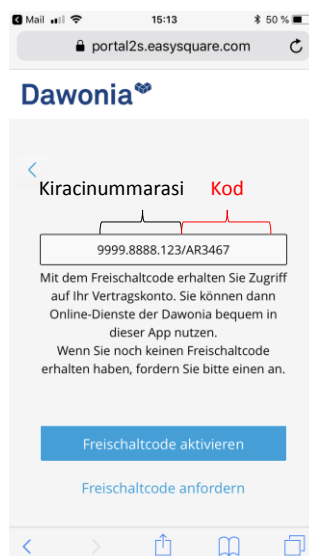 Mail 15:13 50 %
portal2s.easysquare.com
Dawonia
Kiracinummarasi Kod
9999.8888.123/AR3467
Mit dem Freischaltcode erhalten Sie Zugriff
auf Ihr Vertragskonto. Sie können dann
Online-Dienste der Dawonia bequem in
dieser App nutzen.
Wenn Sie noch keinen Freischaltcode
erhalten haben, fordern Sie bitte einen an.
Freischaltcode aktivieren
Freischaltcode anfordern